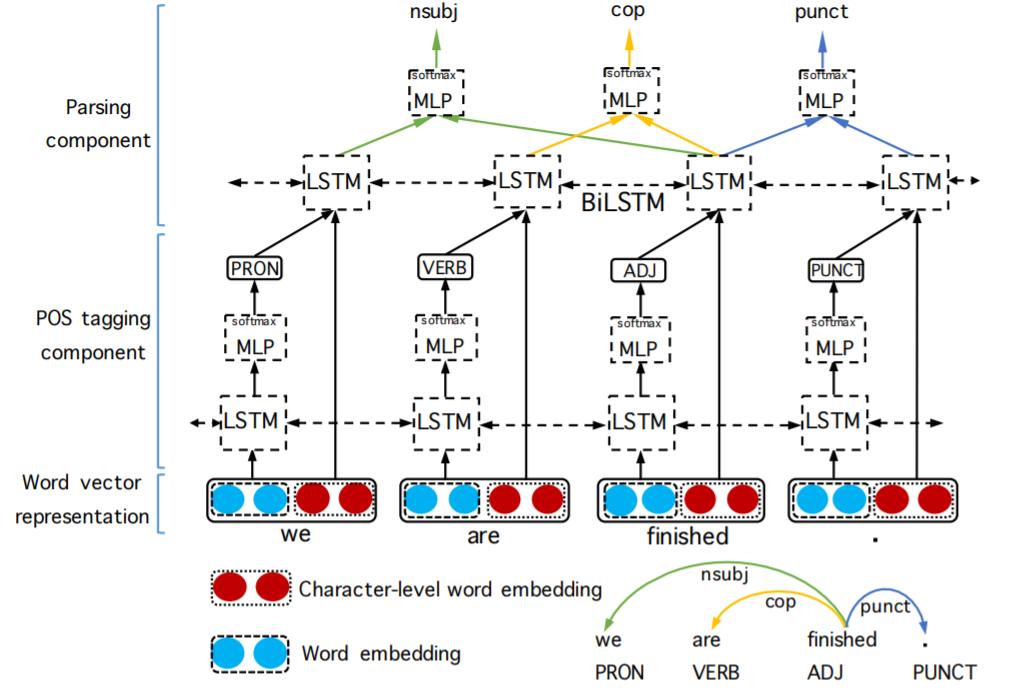 nsubj cop punct
softmax softmax softmax
MLP MLP MLP
Parsing
component
LSTM LSTM LSTM LSTM
BiLSTM
PRON VERB ADJ PUNCT
POS tagging
component
softmax softmax softmax softmax
MLP MLP MLP MLP
LSTM LSTM LSTM LSTM
Word vector
representation
we are finished .
Character-level word embedding
Word embedding
nsubj
cop punct
we are finished .
PRON VERB ADJ PUNCT